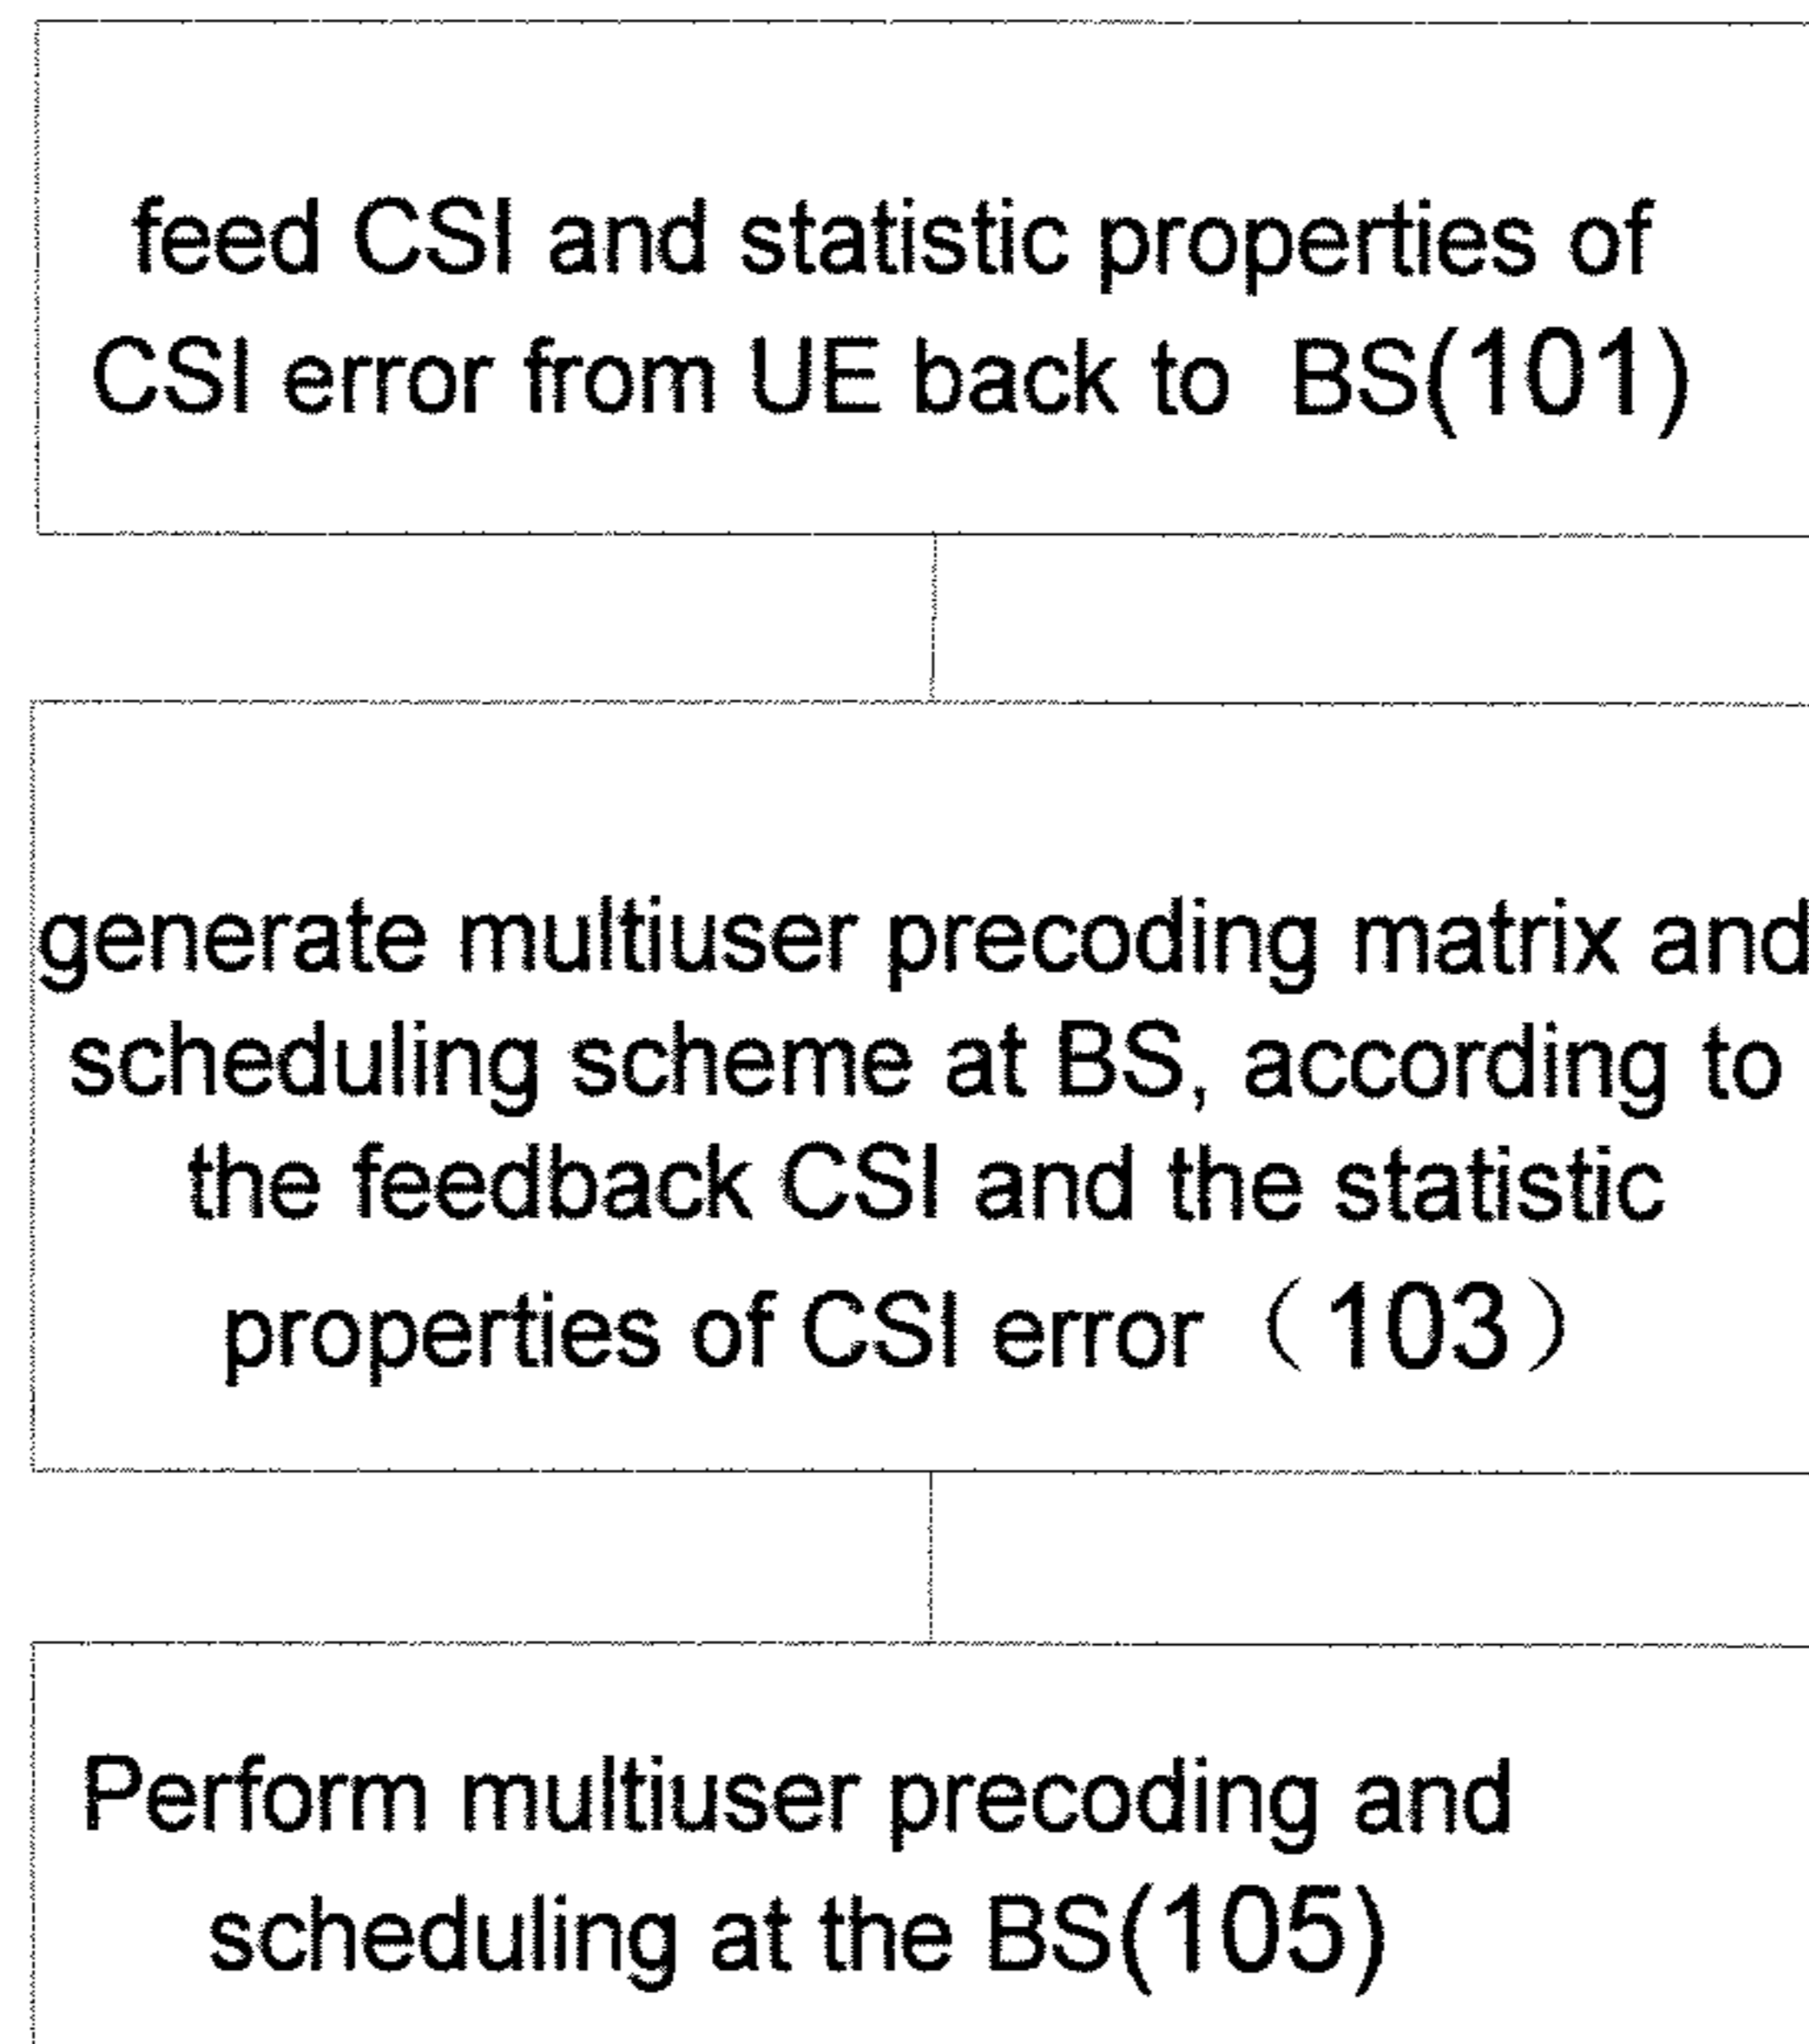 feed CSI and statistic properties of
CSI error from UE back to BS(101)
generate multiuser precoding matrix and
scheduling scheme at BS, according to
the feedback CSI and the statistic
properties of CSI error（103）
Perform multiuser precoding and
scheduling at the BS(105)